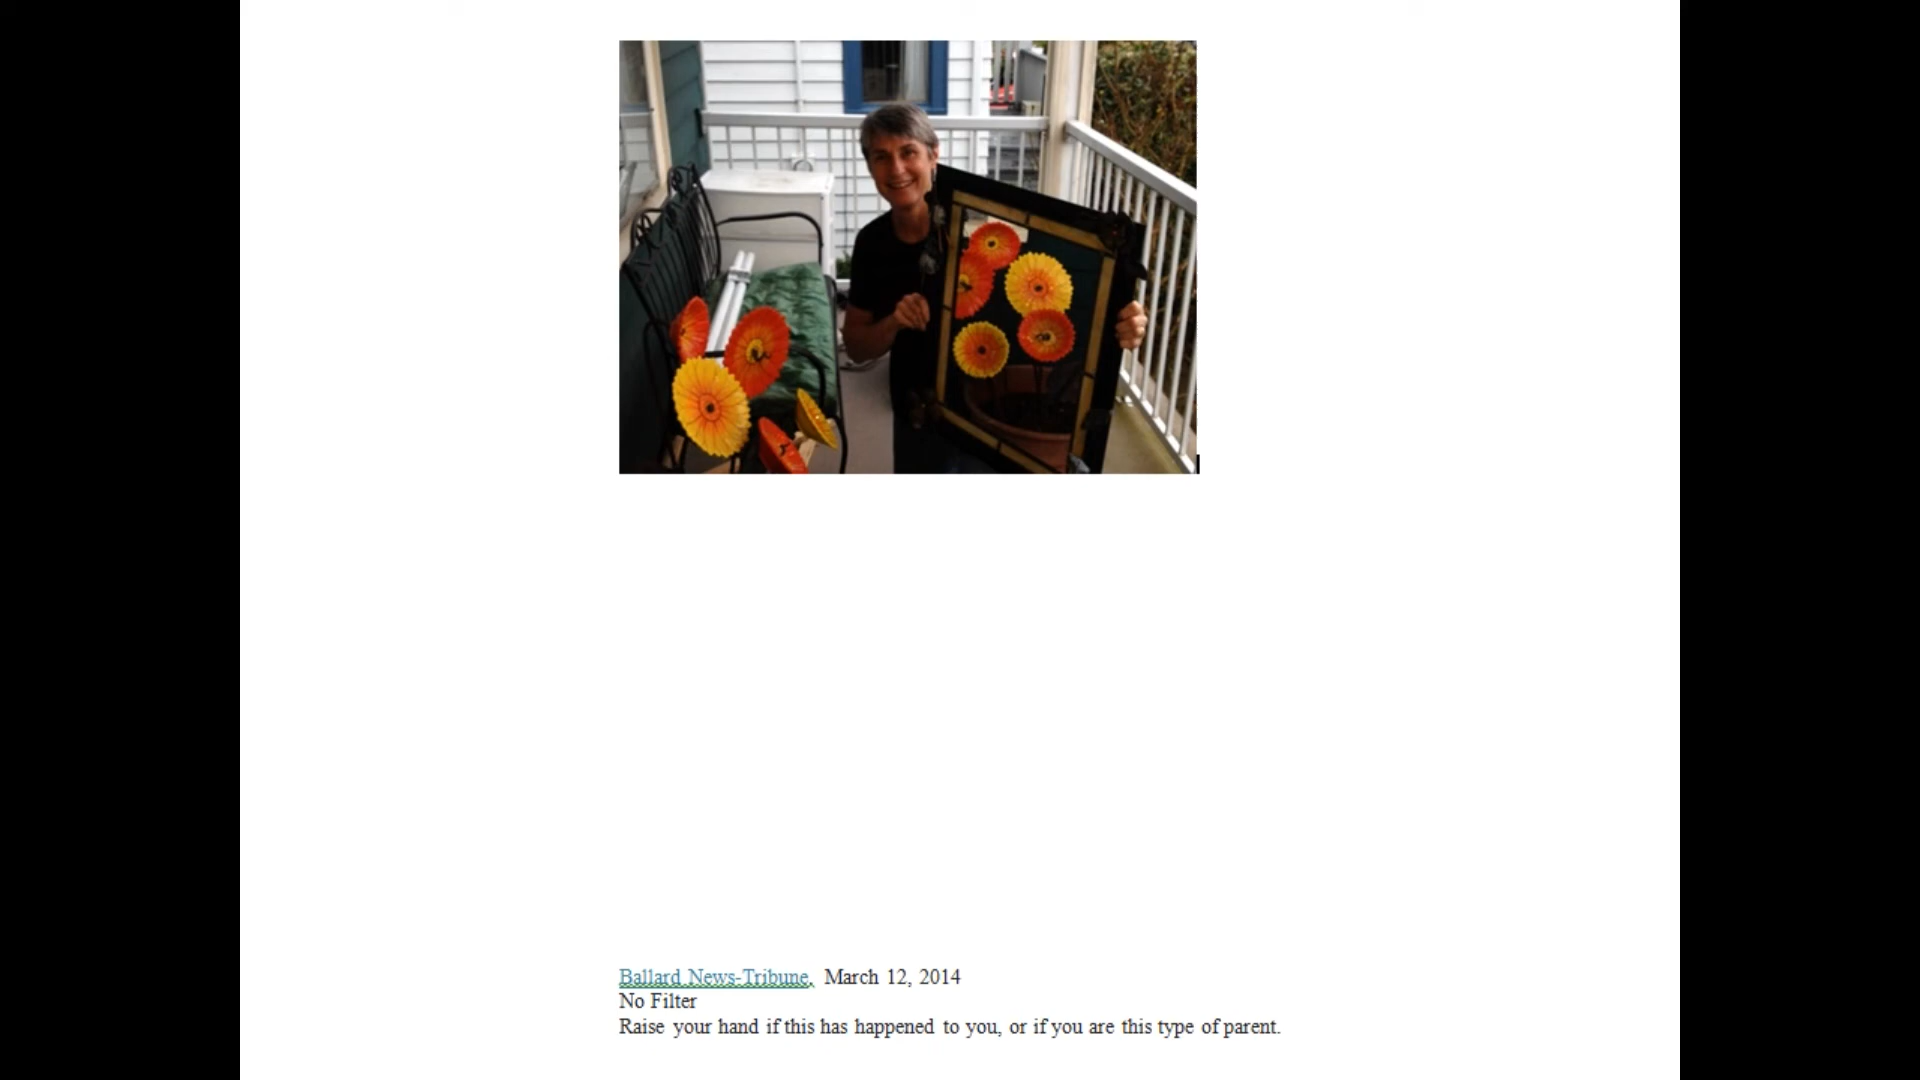 Ballard News-Tribune, March 12, 2014
No Filter
Raise your hand if this has happened to you, or if you are this type of parent.